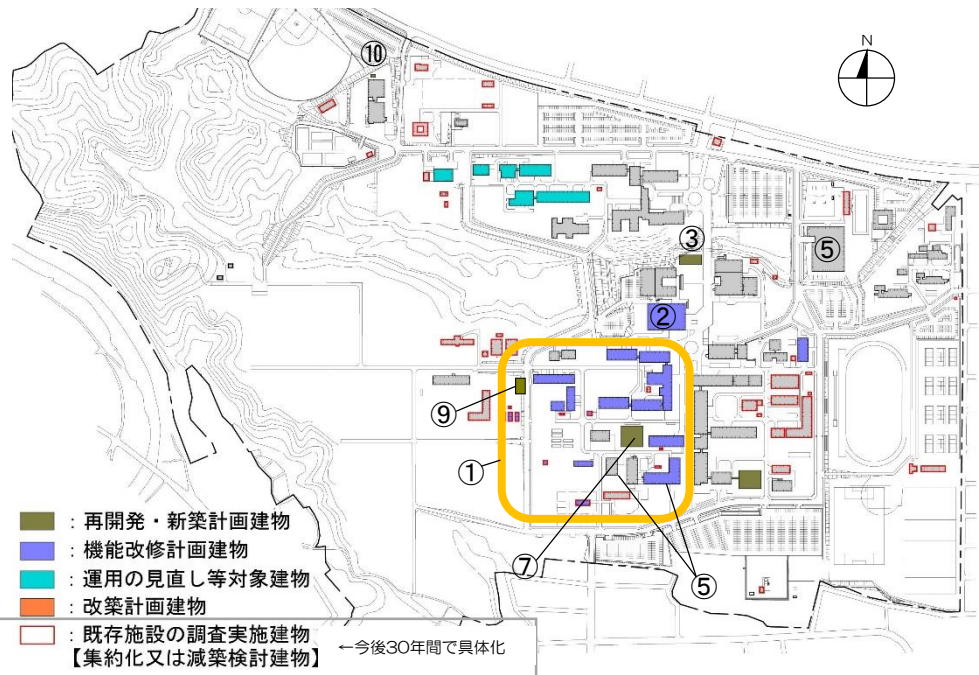 ⑩
N
③
⑤
②
⑨
①
⑦
⑤
：再開発・新築計画建物
：機能改修計画建物
：運用の見直し等対象建物
：改築計画建物
：既存施設の調査実施建物
【集約化又は減築検討建物】
←今後30年間で具体化